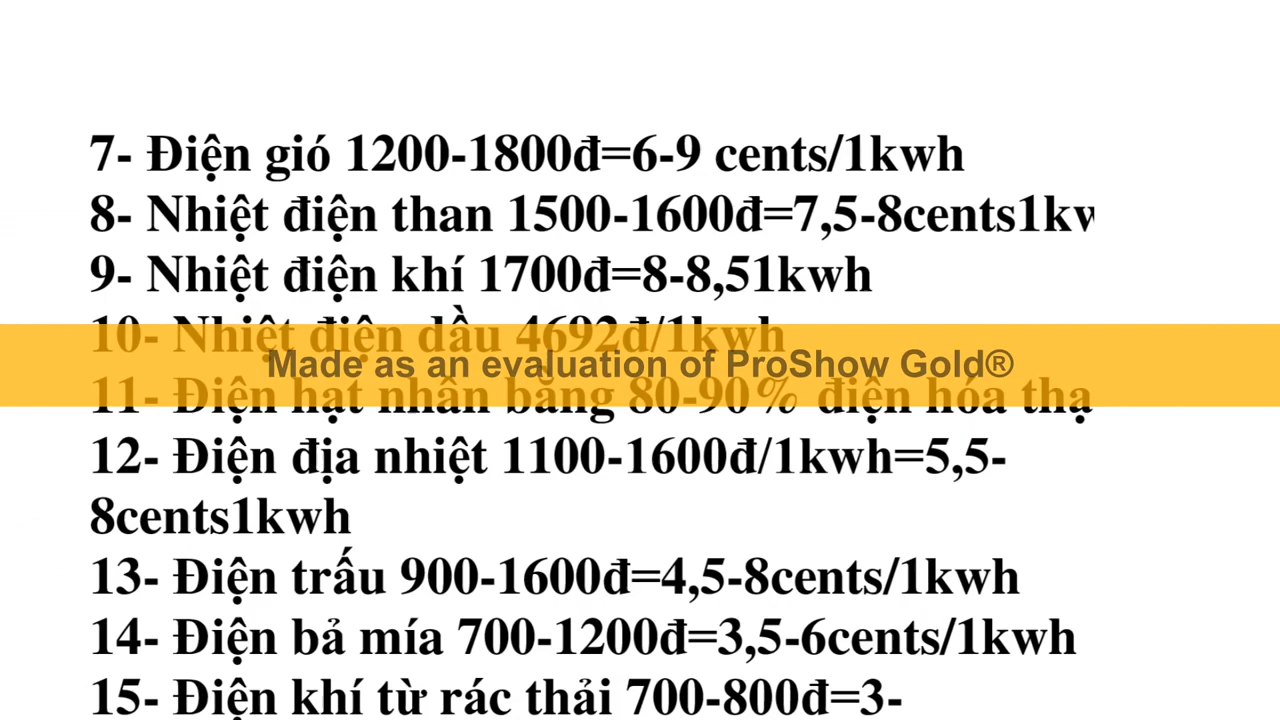 7- Điện gió 1200-1800đ=6-9 cents/1kwh
8- Nhiệt điện than 1500-1600đ=7,5-8cents1kw
9- Nhiệt điện khí 1700đ=8-8,51kwh
10- Nhiệt điện dầu 4692đ/1kwh
Made as an evaluation of ProShow Gold®
11- Điện hạt nhân bằng 80-90% điện hóa thạ
12- Điện địa nhiệt 1100-1600đ/1kwh=5,5-
8cents1kwh
13- Điện trấu 900-1600đ=4,5-8cents/1kwh
14- Điện bả mía 700-1200đ=3,5-6cents/1kwh
15- Điện khí từ rác thải 700-800đ=3-